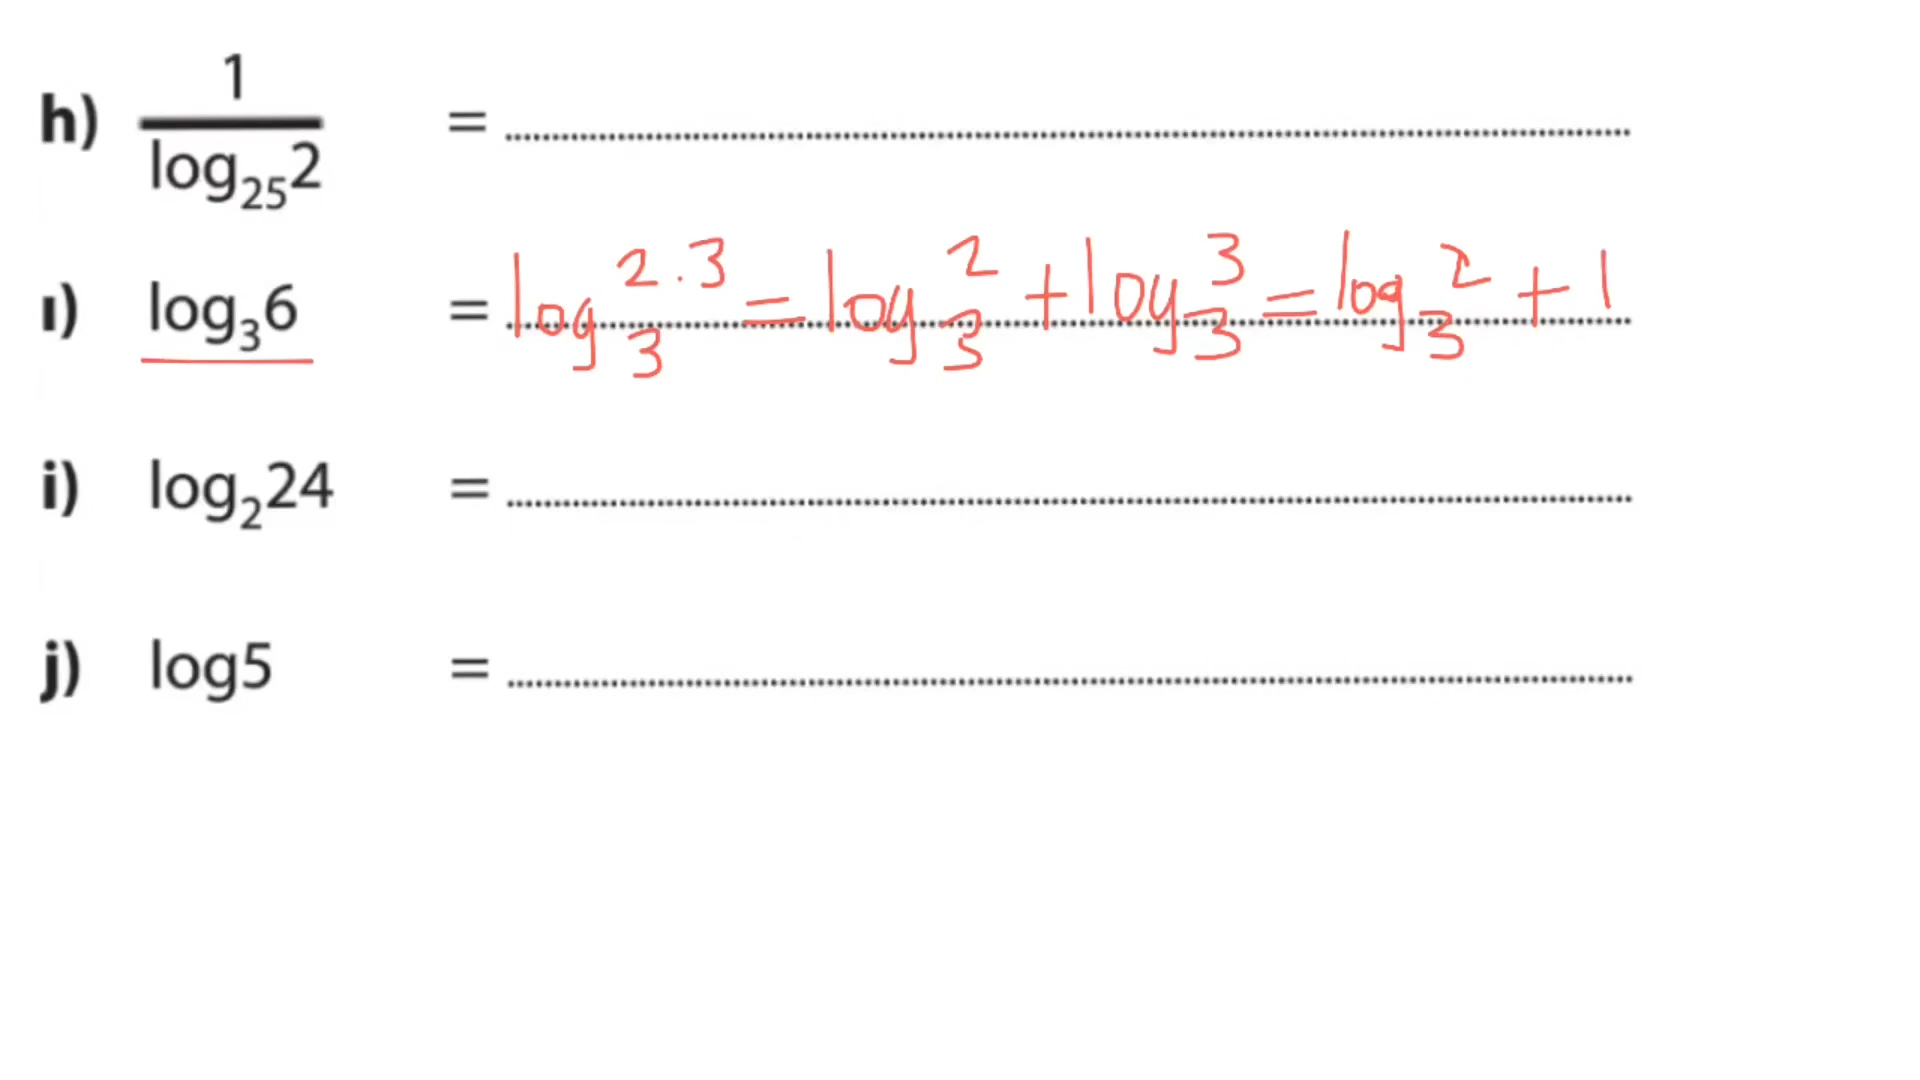 h) 1/log₂₅2 = ........................
ı) log₃6 = log₃2.3 = log₃2 + log₃3 = log₃2 + 1
i) log₂24 = ........................
j) log5 = ........................